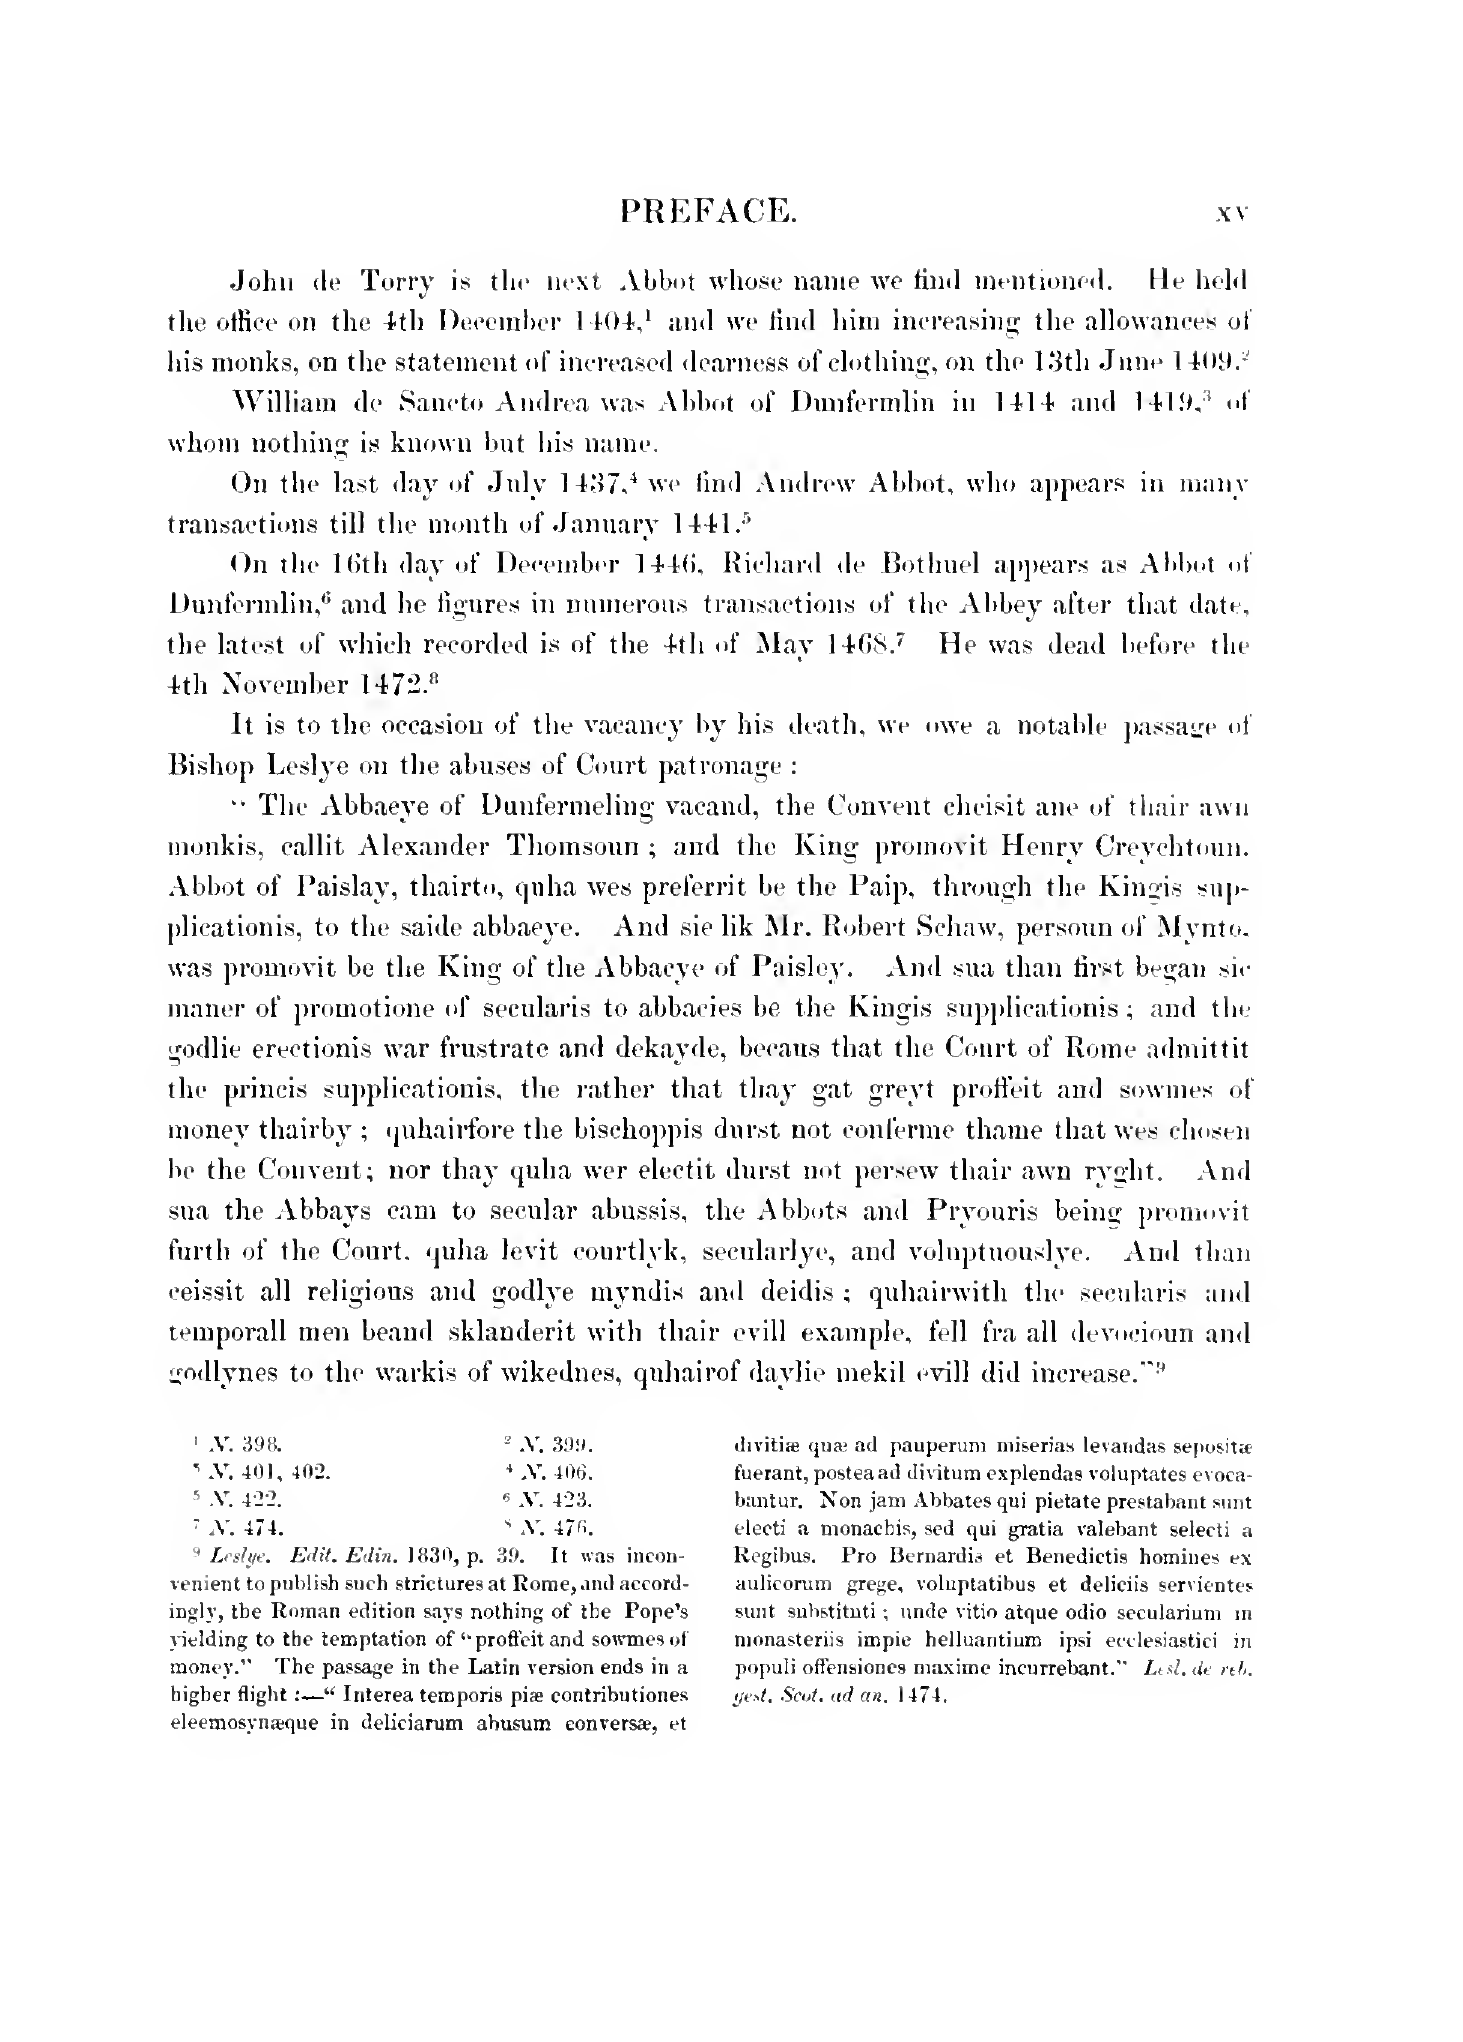 PREFACE. xv
John de Torry is the next Abbot whose name we find mentioned. He held
the office on the 4th December 1404,¹ and we find him increasing the allowances of
his monks, on the statement of increased dearness of clothing, on the 13th June 1409.²
William de Sancto Andrea was Abbot of Dunfermlin in 1414 and 1419,³ of
whom nothing is known but his name.
On the last day of July 1437,⁴ we find Andrew Abbot, who appears in many
transactions till the month of January 1441.⁵
On the 16th day of December 1446, Richard de Bothuel appears as Abbot of
Dunfermlin,⁶ and he figures in numerous transactions of the Abbey after that date,
the latest of which recorded is of the 4th of May 1468.⁷ He was dead before the
4th November 1472.⁸
It is to the occasion of the vacancy by his death, we owe a notable passage of
Bishop Leslye on the abuses of Court patronage :
“ The Abbaeye of Dunfermeling vacand, the Convent cheisit ane of thair awn
monkis, callit Alexander Thomsoun ; and the King promovit Henry Creychtoun,
Abbot of Paislay, thairto, quha wes preferrit be the Paip, through the Kingis sup-
plicationis, to the saide abbaeye. And sie lik Mr. Robert Schaw, persoun of Mynto,
was promovit be the King of the Abbacye of Paisley. And sua than first began sic
maner of promotione of secularis to abbacies be the Kingis supplicationis ; and the
godlie erectionis war frustrate and dekayde, becaus that the Court of Rome admittit
the princis supplicationis, the rather that thay gat greyt proffeit and sowmes of
money thairby ; quhairfore the bischoppis durst not conferme thame that wes chosen
be the Convent; nor thay quha wer electit durst not persew thair awn ryght. And
sua the Abbays cam to secular abussis, the Abbots and Pryouris being promovit
furth of the Court, quha levit courtlyk, secularlye, and voluptuouslye. And than
ceissit all religious and godlye myndis and deidis ; quhairwith the secularis and
temporall men beand sklanderit with thair evill example, fell fra all devocioun and
godlynes to the warkis of wikednes, quhairof daylie mekil evill did increase.”⁹
¹ N. 398. ² N. 399.
³ N. 401, 402. ⁴ N. 406.
⁵ N. 422. ⁶ N. 423.
⁷ N. 474. ⁸ N. 476.
⁹ Leslye. Edit. Edin. 1830, p. 39. It was incon-
venient to publish such strictures at Rome, and accord-
ingly, the Roman edition says nothing of the Pope’s
yielding to the temptation of “proffeit and sowmes of
money.” The passage in the Latin version ends in a
higher flight :—“ Interea temporis piæ contributiones
eleemosynæque in deliciarum abusum conversæ, et
divitiæ quæ ad pauperum miserias levandas sepositæ
fuerant, postea ad divitum explendas voluptates evoca-
bantur. Non jam Abbates qui pietate prestabant sunt
electi a monachis, sed qui gratia valebant selecti a
Regibus. Pro Bernardis et Benedictis homines ex
aulicorum grege, voluptatibus et deliciis servientes
sunt substituti ; unde vitio atque odio secularium in
monasteriis impie helluantium ipsi ecclesiastici in
populi offensiones maxime incurrebant.” Lesl. de reb.
gest. Scot. ad an. 1474.